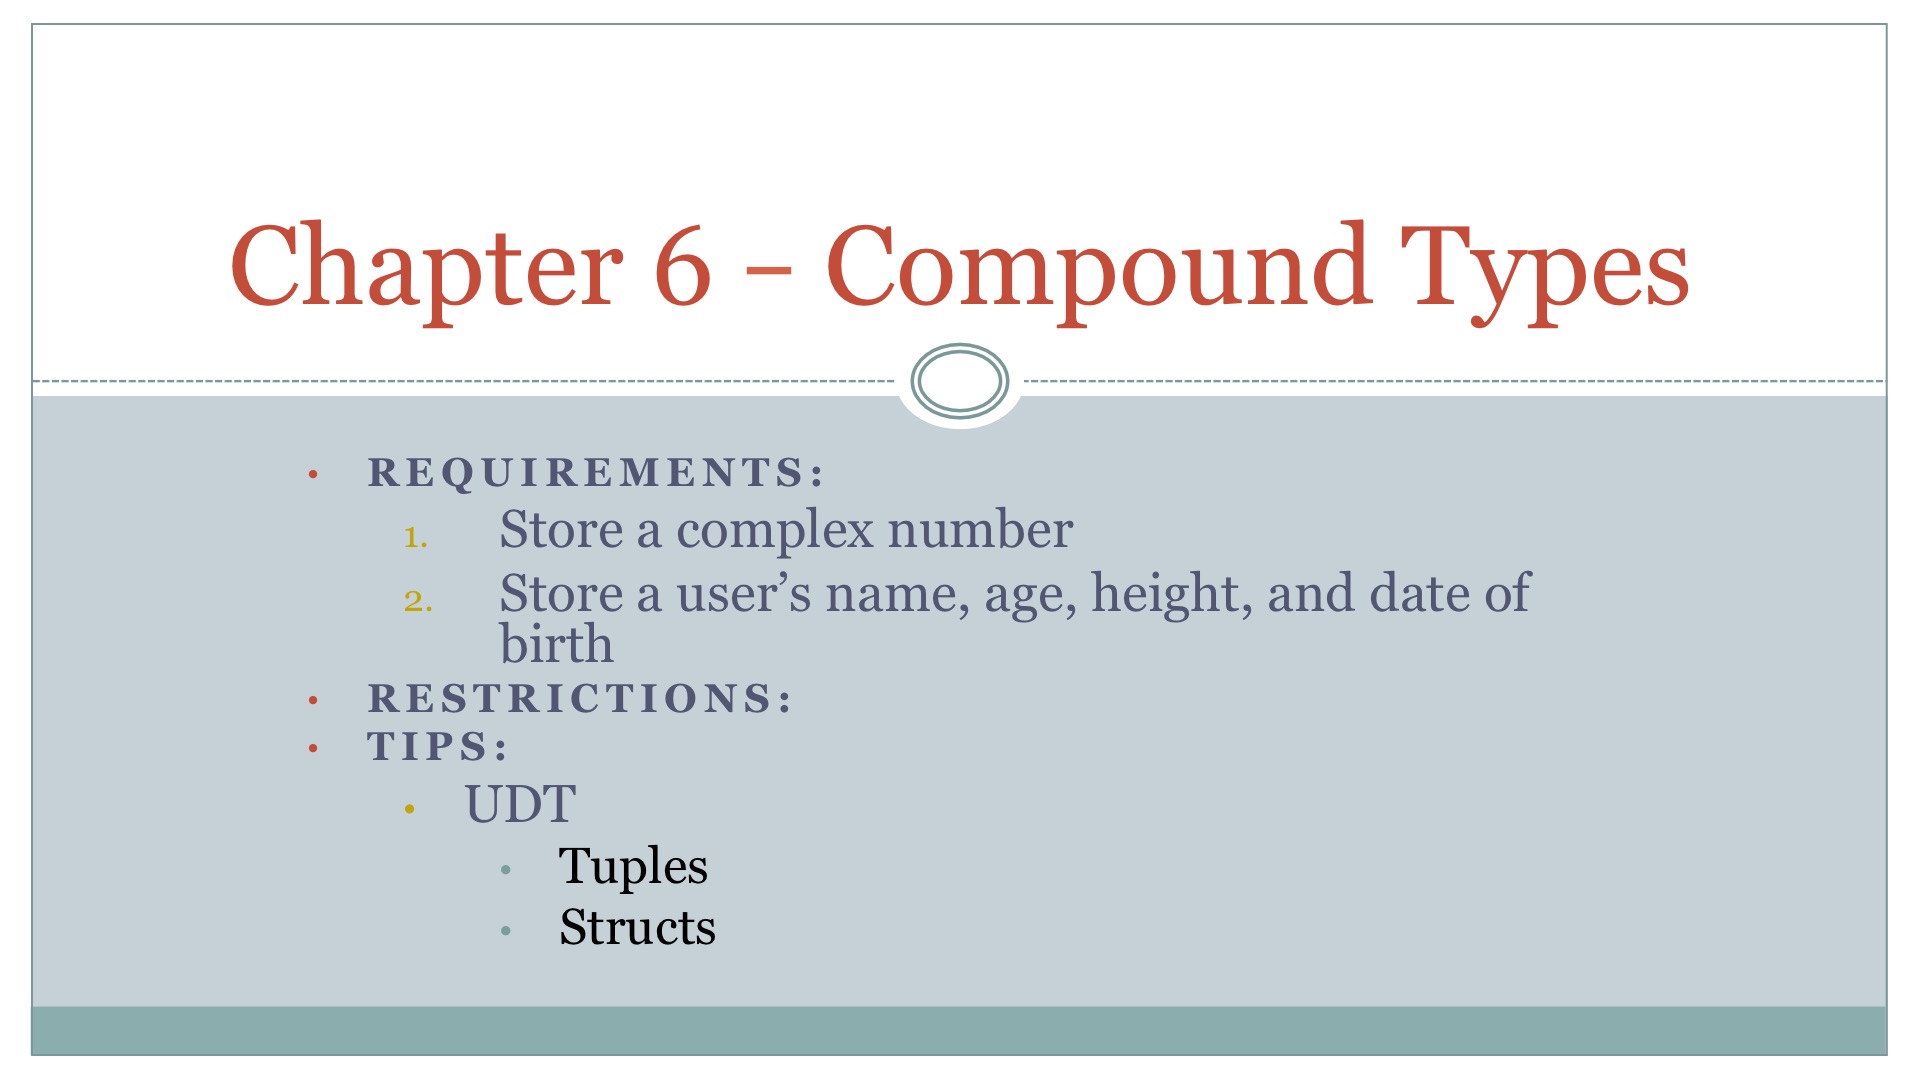 Chapter 6 – Compound Types
• REQUIREMENTS:
1. Store a complex number
2. Store a user’s name, age, height, and date of
birth
• RESTRICTIONS:
• TIPS:
• UDT
• Tuples
• Structs